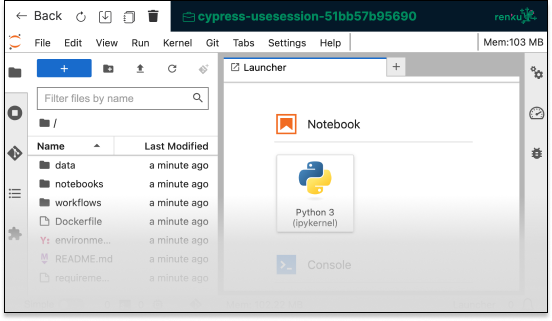 Back
cypress-usesession-51bb57b95690
renku
File Edit View Run Kernel Git Tabs Settings Help
Mem:103 MB
+
Launcher
+
Filter files by name
/
Name Last Modified
data a minute ago
notebooks a minute ago
workflows a minute ago
Dockerfile a minute ago
Y: environme... a minute ago
README.md a minute ago
requireme... a minute ago
Notebook
Python 3
(ipykernel)
Console